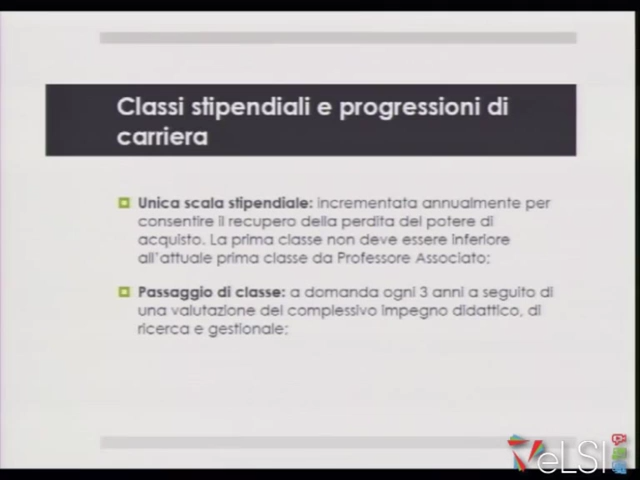 Classi stipendiali e progressioni di
carriera
Unica scala stipendiale: incrementata annualmente per
consentire il recupero della perdita del potere di
acquisto. La prima classe non deve essere inferiore
all'attuale prima classe da Professore Associato;
Passaggio di classe: a domanda ogni 3 anni a seguito di
una valutazione del complessivo impegno didattico, di
ricerca e gestionale;
VeLSI